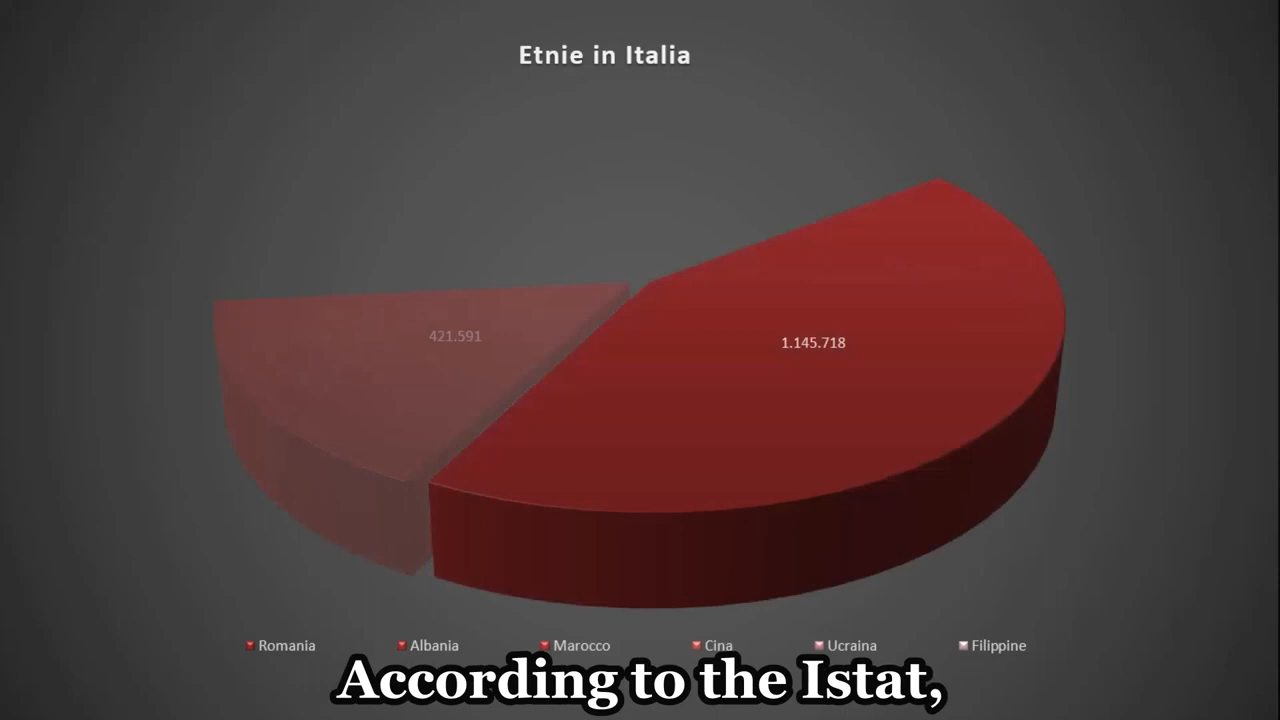 Etnie in Italia
421.591
1.145.718
Romania Albania Marocco Cina Ucraina Filippine
According to the Istat,